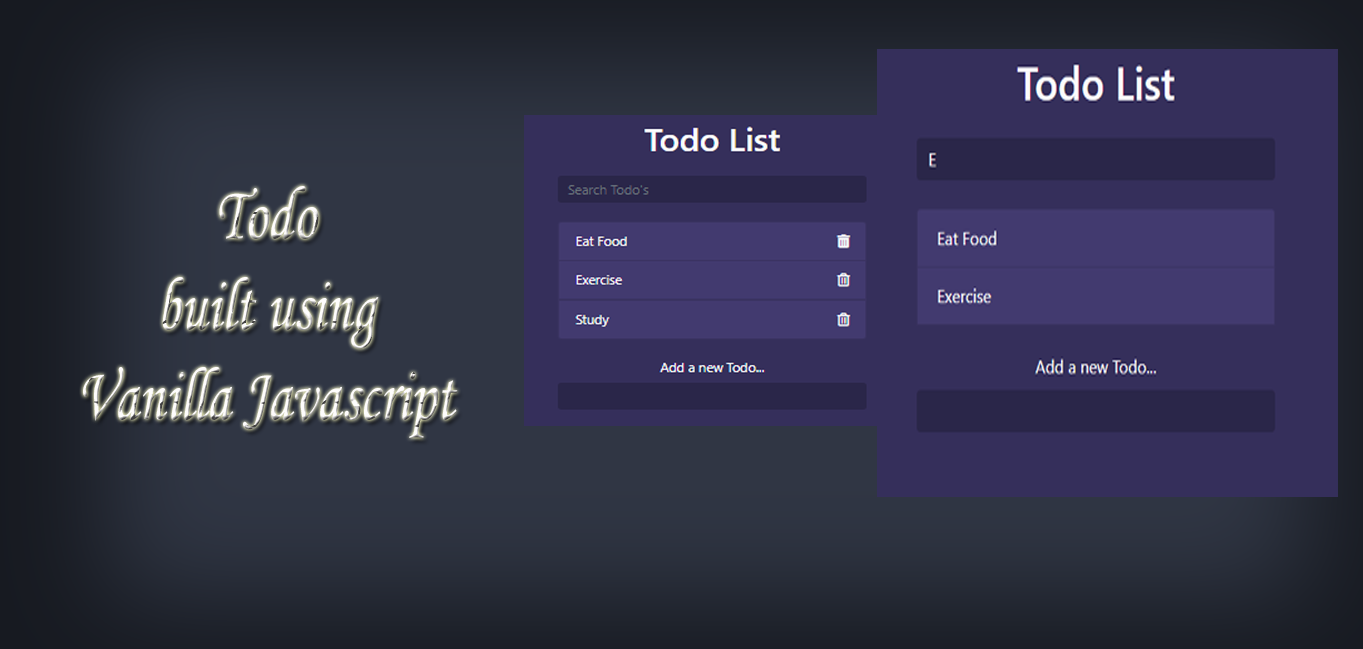 Todo
built using
Vanilla Javascript
Todo List
Search Todo's
Eat Food
Exercise
Study
Add a new Todo...
Todo List
E
Eat Food
Exercise
Add a new Todo...